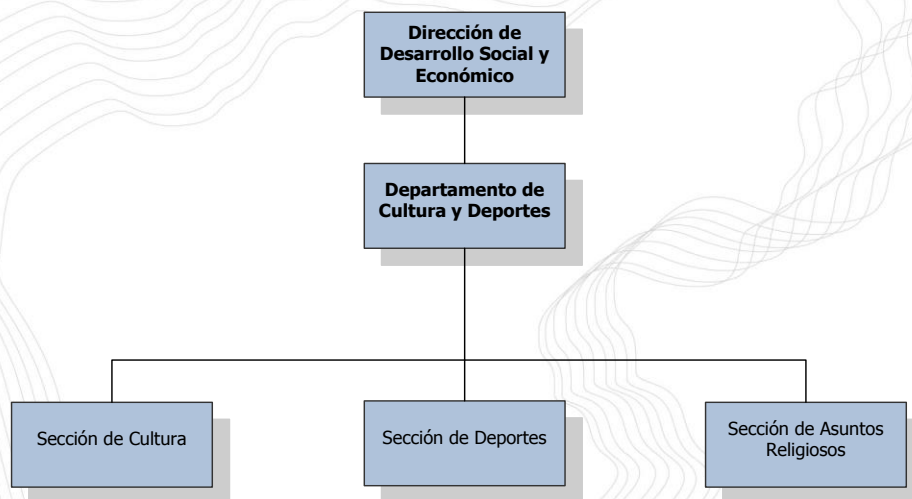 Dirección de
Desarrollo Social y
Económico
Departamento de
Cultura y Deportes
Sección de Cultura
Sección de Deportes
Sección de Asuntos
Religiosos